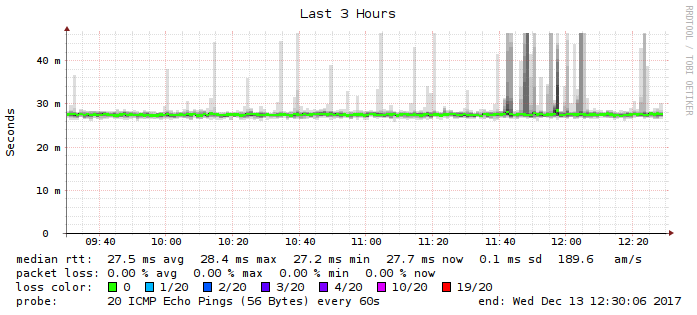 Last 3 Hours
RRDTOOL / TOBI OETIKER
Seconds
40 m
30 m
20 m
10 m
0
09:40 10:00 10:20 10:40 11:00 11:20 11:40 12:00 12:20
median rtt: 27.5 ms avg 28.4 ms max 27.2 ms min 27.7 ms now 0.1 ms sd 189.6 am/s
packet loss: 0.00 % avg 0.00 % max 0.00 % min 0.00 % now
loss color: 0 1/20 2/20 3/20 4/20 10/20 19/20
probe: 20 ICMP Echo Pings (56 Bytes) every 60s end: Wed Dec 13 12:30:06 2017